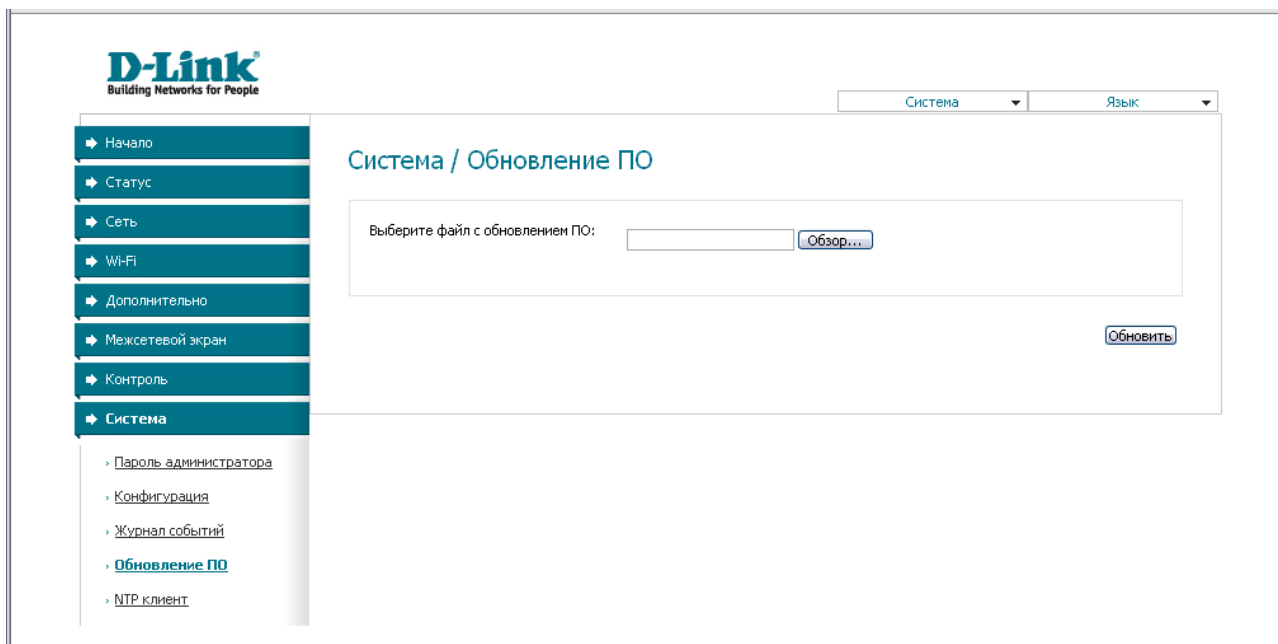 D-Link®
Building Networks for People
Система
Язык
Начало
Статус
Сеть
Wi-Fi
Дополнительно
Межсетевой экран
Контроль
Система
Пароль администратора
Конфигурация
Журнал событий
Обновление ПО
NTP клиент
Система / Обновление ПО
Выберите файл с обновлением ПО:
Обзор...
Обновить